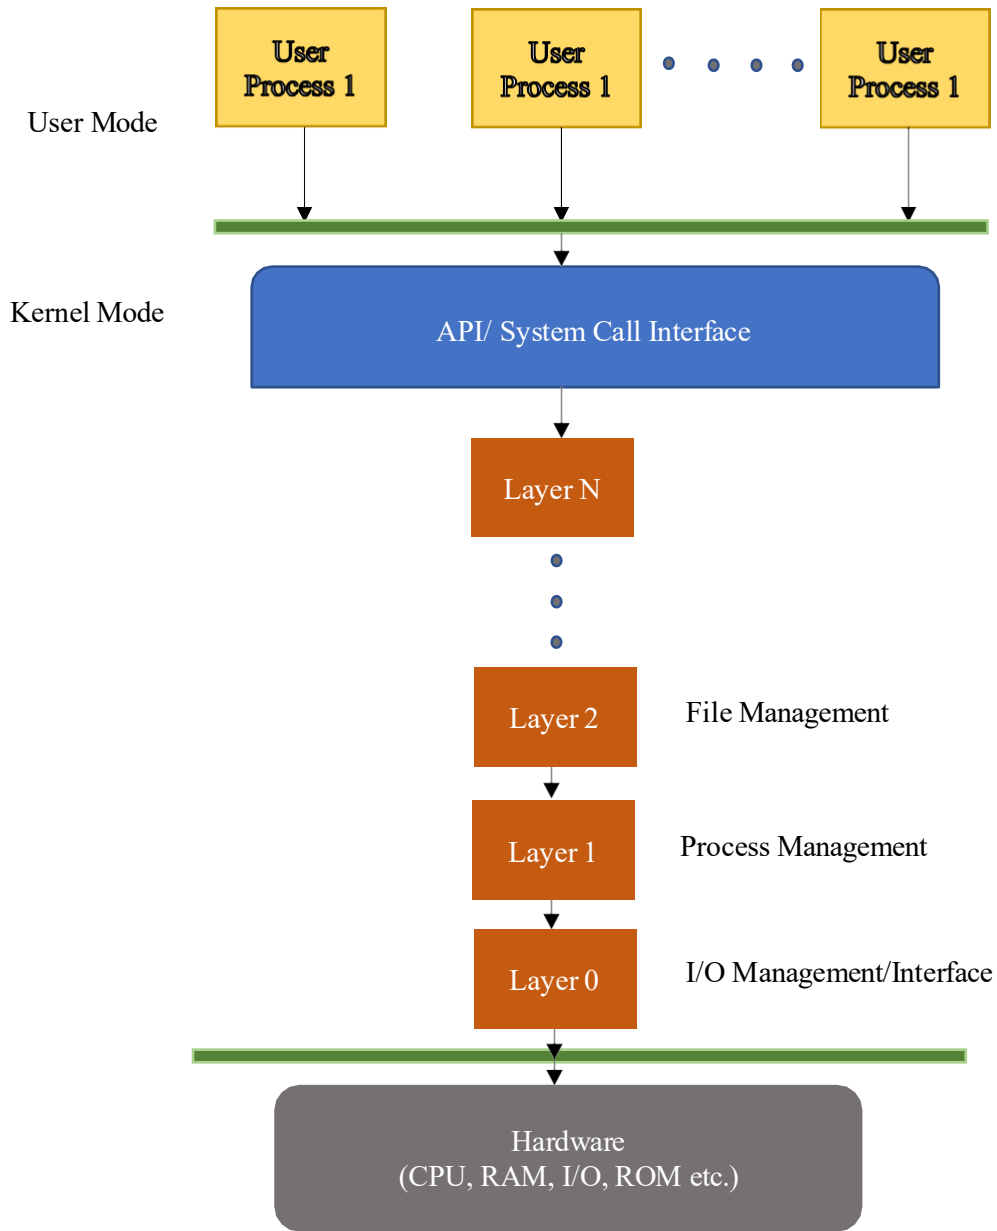 User
Process 1
User
Process 1
User
Process 1
User Mode
Kernel Mode
API/ System Call Interface
Layer N
Layer 2
File Management
Layer 1
Process Management
Layer 0
I/O Management/Interface
Hardware
(CPU, RAM, I/O, ROM etc.)